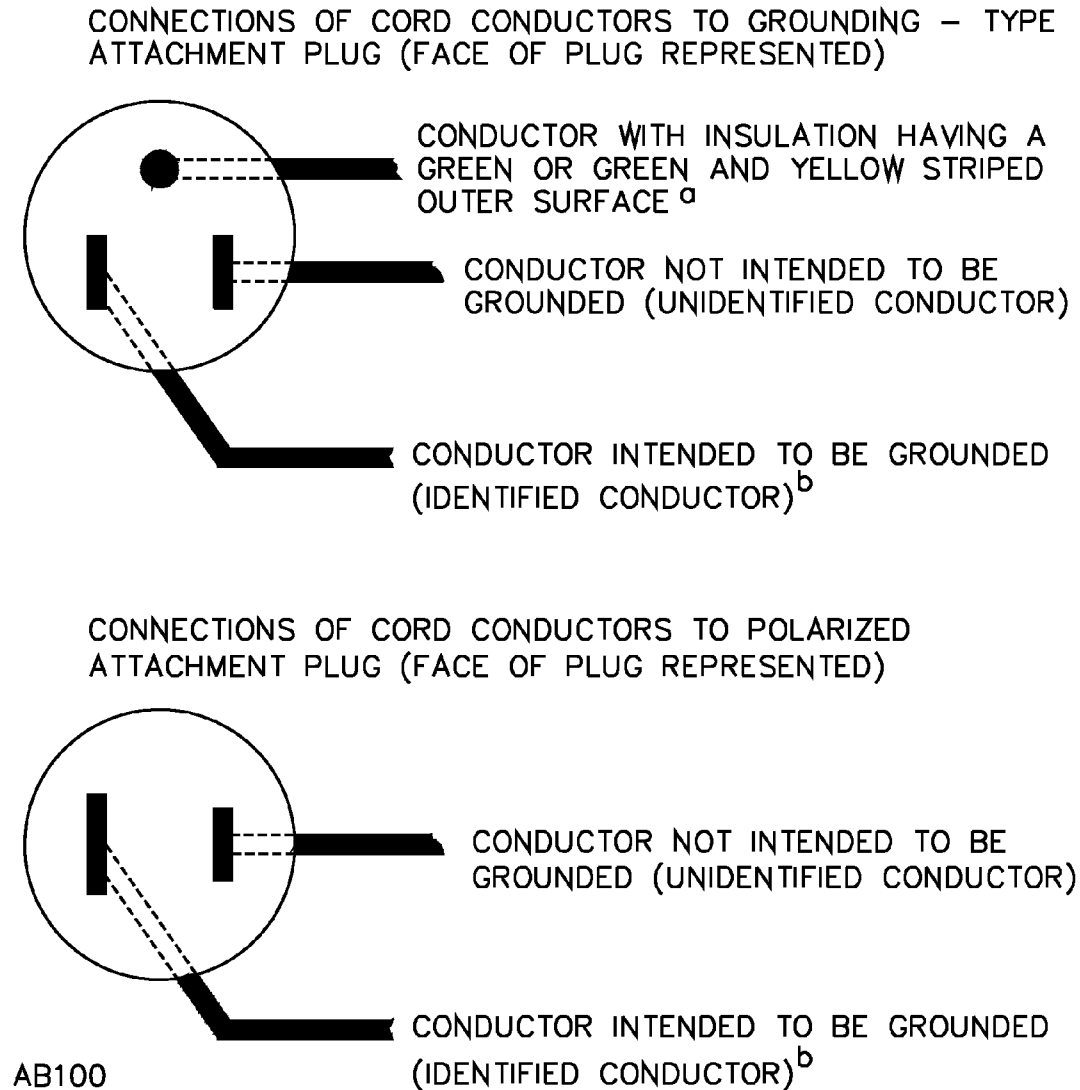 CONNECTIONS OF CORD CONDUCTORS TO GROUNDING – TYPE
ATTACHMENT PLUG (FACE OF PLUG REPRESENTED)
CONDUCTOR WITH INSULATION HAVING A
GREEN OR GREEN AND YELLOW STRIPED
OUTER SURFACE a
CONDUCTOR NOT INTENDED TO BE
GROUNDED (UNIDENTIFIED CONDUCTOR)
CONDUCTOR INTENDED TO BE GROUNDED
(IDENTIFIED CONDUCTOR)b
CONNECTIONS OF CORD CONDUCTORS TO POLARIZED
ATTACHMENT PLUG (FACE OF PLUG REPRESENTED)
CONDUCTOR NOT INTENDED TO BE
GROUNDED (UNIDENTIFIED CONDUCTOR)
CONDUCTOR INTENDED TO BE GROUNDED
(IDENTIFIED CONDUCTOR)b
AB100